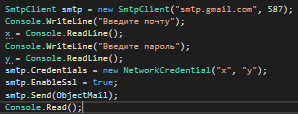 SmtpClient smtp = new SmtpClient("smtp.gmail.com", 587);
Console.WriteLine("Введите почту");
x = Console.ReadLine();
Console.WriteLine("Введите пароль");
y = Console.ReadLine();
smtp.Credentials = new NetworkCredential("x", "y");
smtp.EnableSsl = true;
smtp.Send(ObjectMail);
Console.Read();